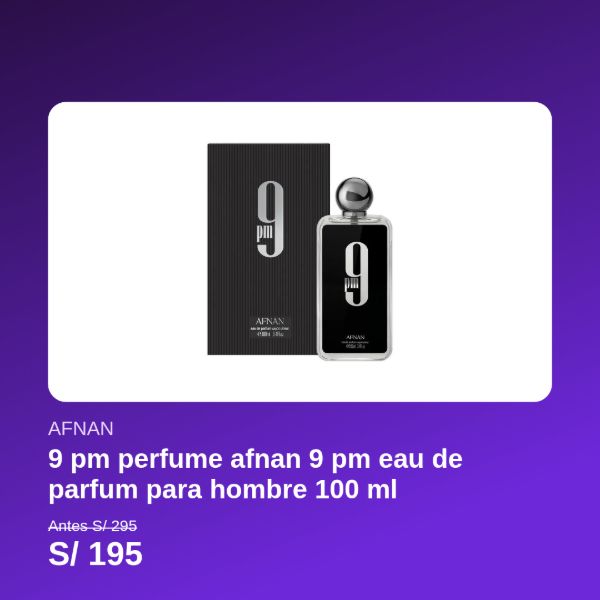 9
pm
AFNAN
9
pm
AFNAN
AFNAN
9 pm perfume afnan 9 pm eau de
parfum para hombre 100 ml
Antes S/ 295
S/ 195